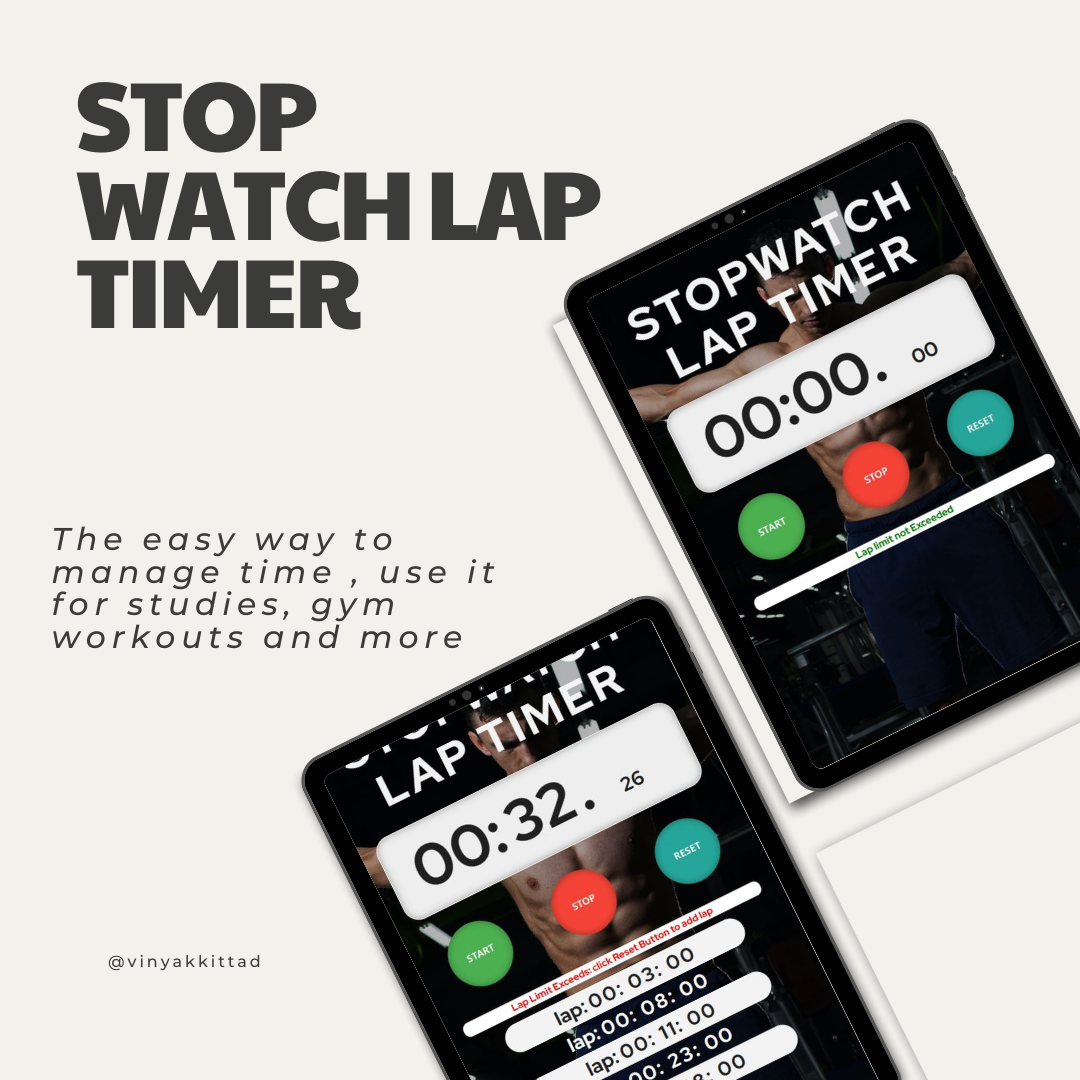 STOP
WATCH LAP
TIMER
The easy way to
manage time , use it
for studies, gym
workouts and more
@vinyakkittad
STOPWATCH
LAP TIMER
00:00. 00
START
STOP
RESET
Lap limit not Exceeded
LAP TIMER
00:32. 26
START
STOP
RESET
Lap Limit Exceeds: click Reset Button to add lap
lap: 00: 03: 00
lap: 00: 08: 00
lap: 00: 11: 00
00: 23: 00
8: 00